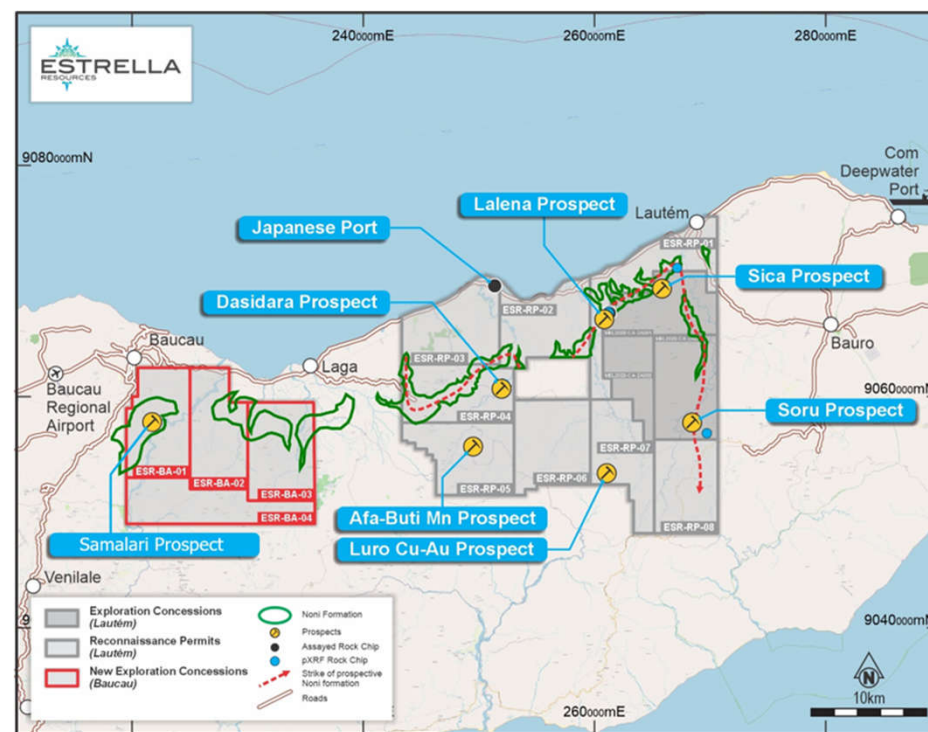 240000mE
260000mE
280000mE
ESTRELLA
RESOURCES
9080000mN
Com
Deepwater
Port
Lalena Prospect
Lautém
Japanese Port
ESR-RP-01
Sica Prospect
Dasidara Prospect
ESR-RP-02
Baucau
ESR-RP-03
Bauro
Laga
Baucau
Regional
Airport
9060000mN
ESR-RP-04
Soru Prospect
ESR-RP-07
ESR-BA-01
ESR-BA-02
ESR-RP-06
ESR-RP-05
ESR-BA-03
ESR-BA-04
Afa-Buti Mn Prospect
ESR-RP-08
Samalari Prospect
Luro Cu-Au Prospect
Venilale
Exploration Concessions
(Lautém)
Reconnaissance Permits
(Lautém)
New Exploration Concessions
(Baucau)
Noni Formation
Prospects
Assayed Rock Chip
pXRF Rock Chip
Strike of prospective
Noni formation
Roads
9040000mN
N
10km
260000mE